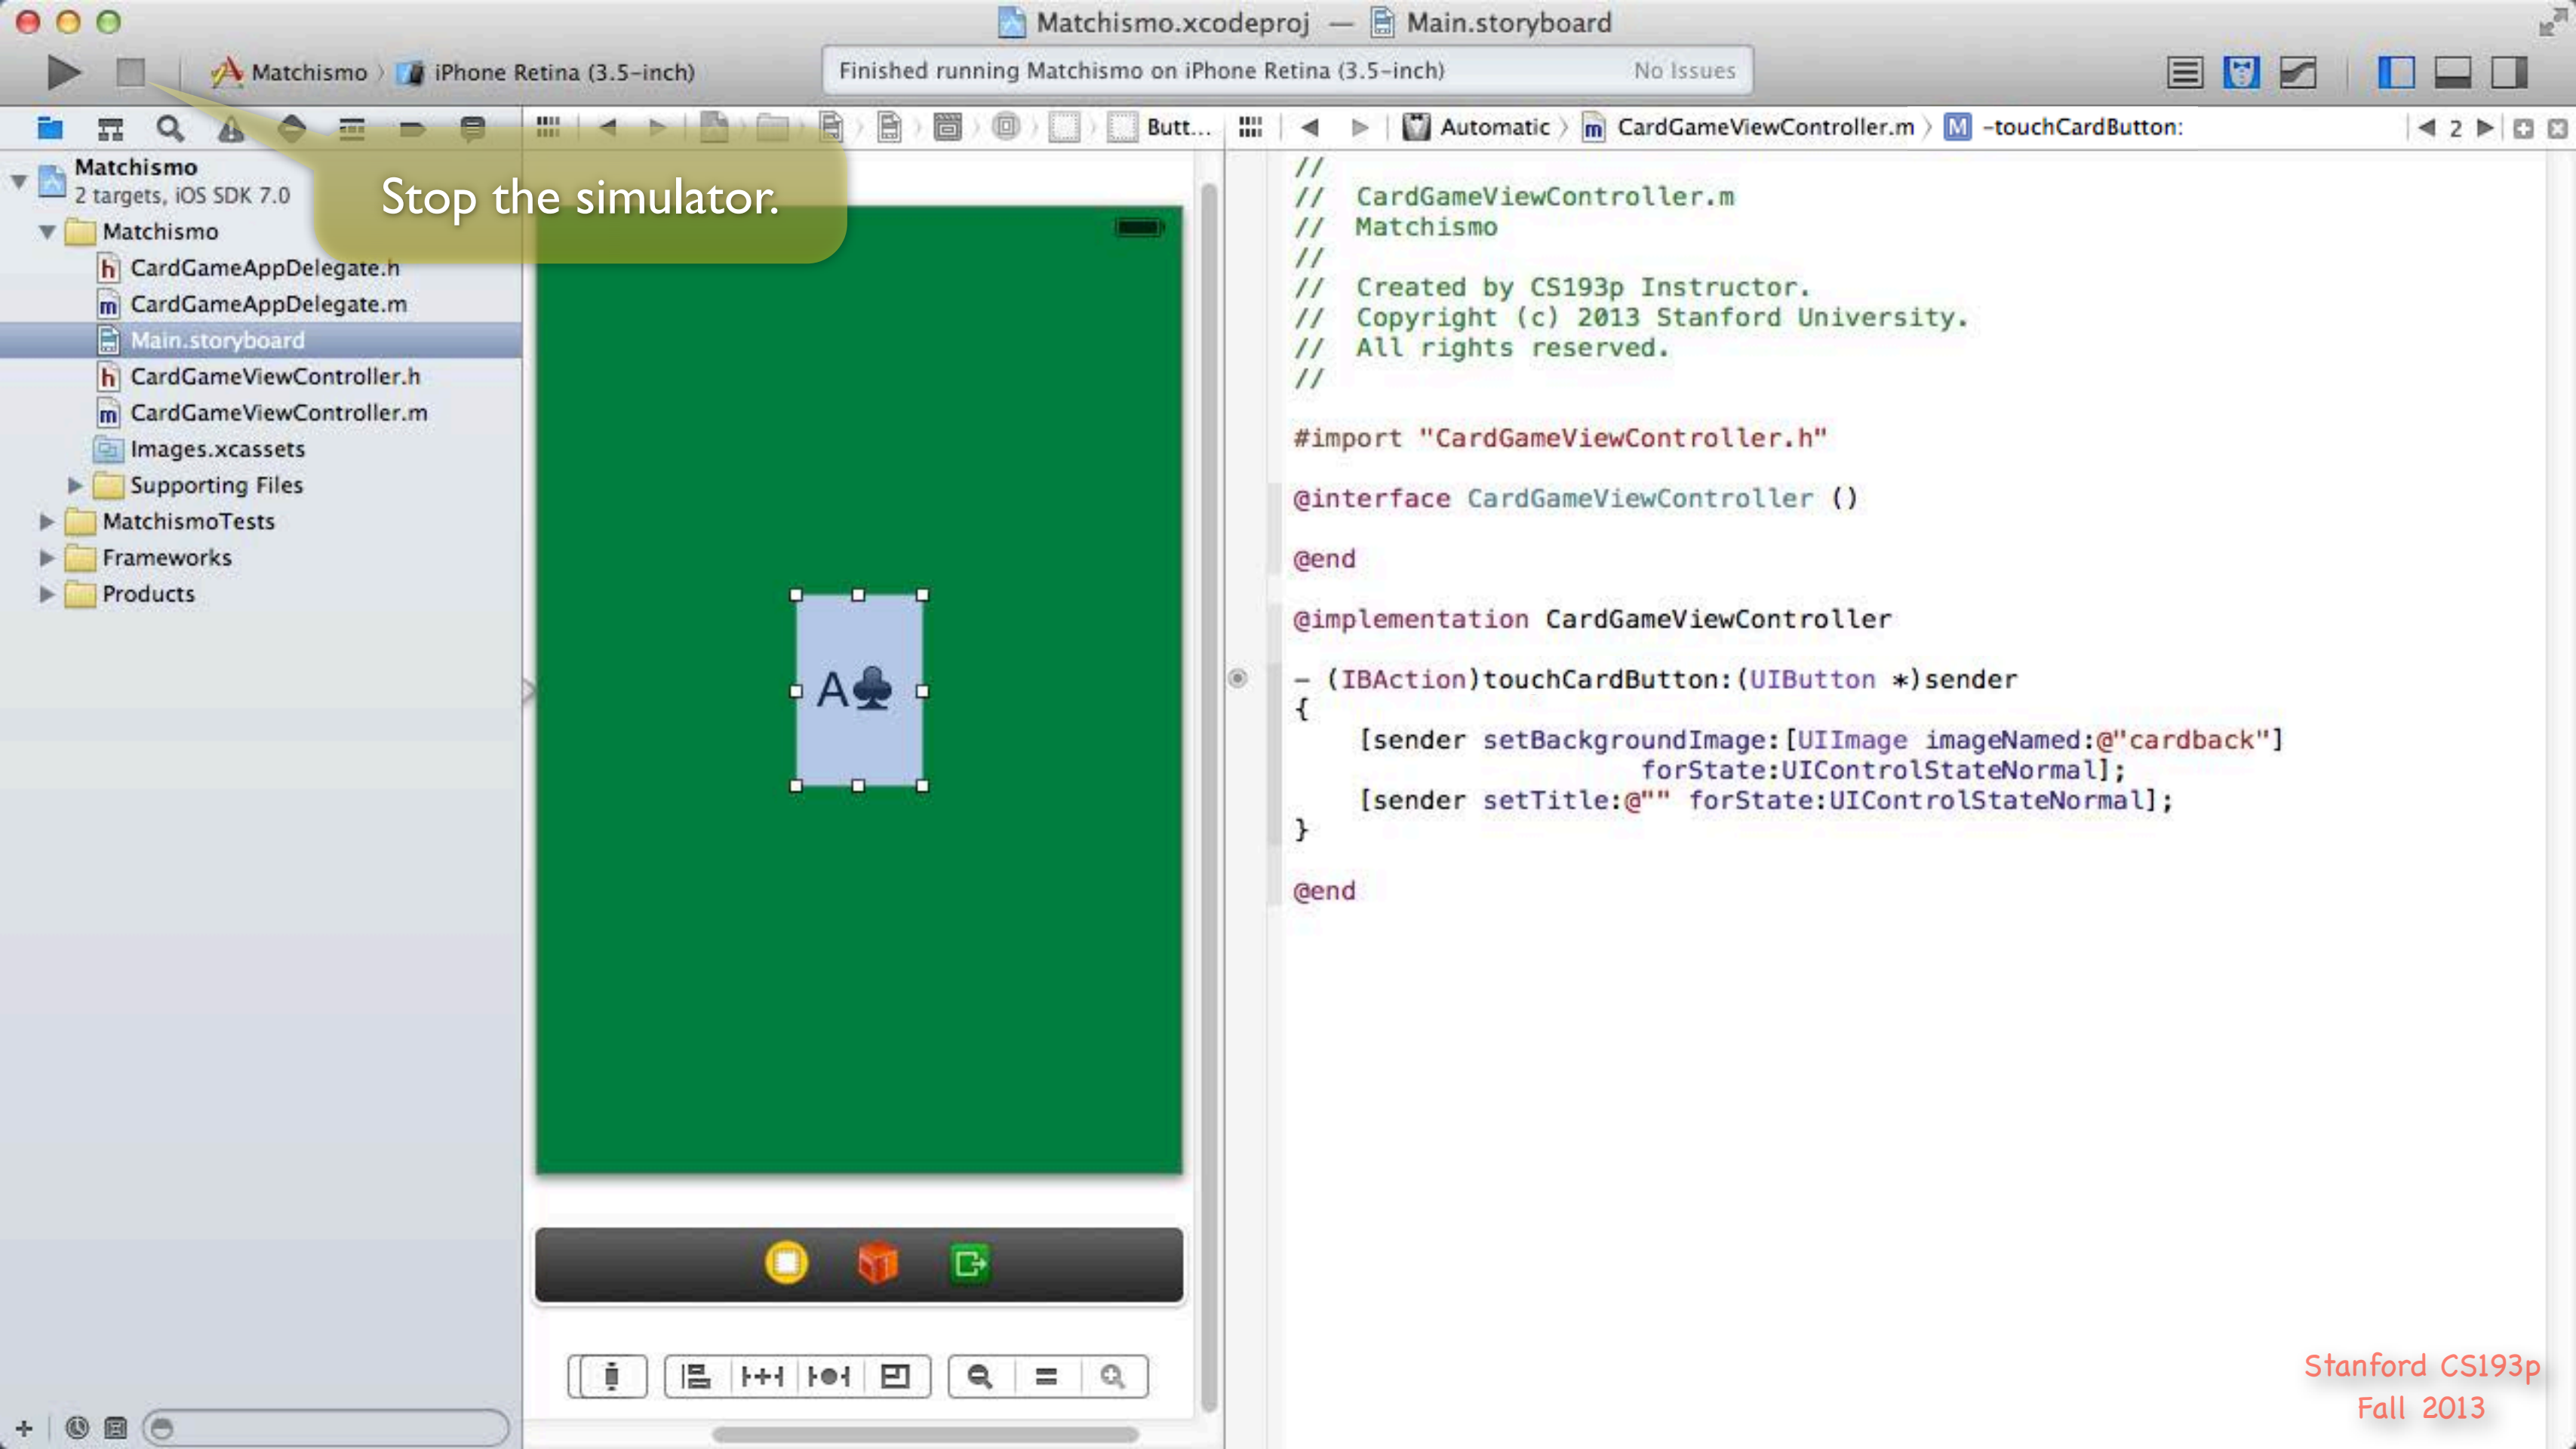 Matchismo.xcodeproj — Main.storyboard
Matchismo
iPhone Retina (3.5-inch)
Finished running Matchismo on iPhone Retina (3.5-inch)
No Issues
Butt...
Automatic
CardGameViewController.m
M
-touchCardButton:
2
Stop the simulator.
Matchismo
2 targets, iOS SDK 7.0
Matchismo
h CardGameAppDelegate.h
m CardGameAppDelegate.m
Main.storyboard
h CardGameViewController.h
m CardGameViewController.m
Images.xcassets
Supporting Files
MatchismoTests
Frameworks
Products
A♣
//
// CardGameViewController.m
// Matchismo
//
// Created by CS193p Instructor.
// Copyright (c) 2013 Stanford University.
// All rights reserved.
//
#import "CardGameViewController.h"
@interface CardGameViewController ()
@end
@implementation CardGameViewController
- (IBAction)touchCardButton:(UIButton *)sender
{
[sender setBackgroundImage:[UIImage imageNamed:@"cardback"]
forState:UIControlStateNormal];
[sender setTitle:@"" forState:UIControlStateNormal];
}
@end
Stanford CS193p
Fall 2013